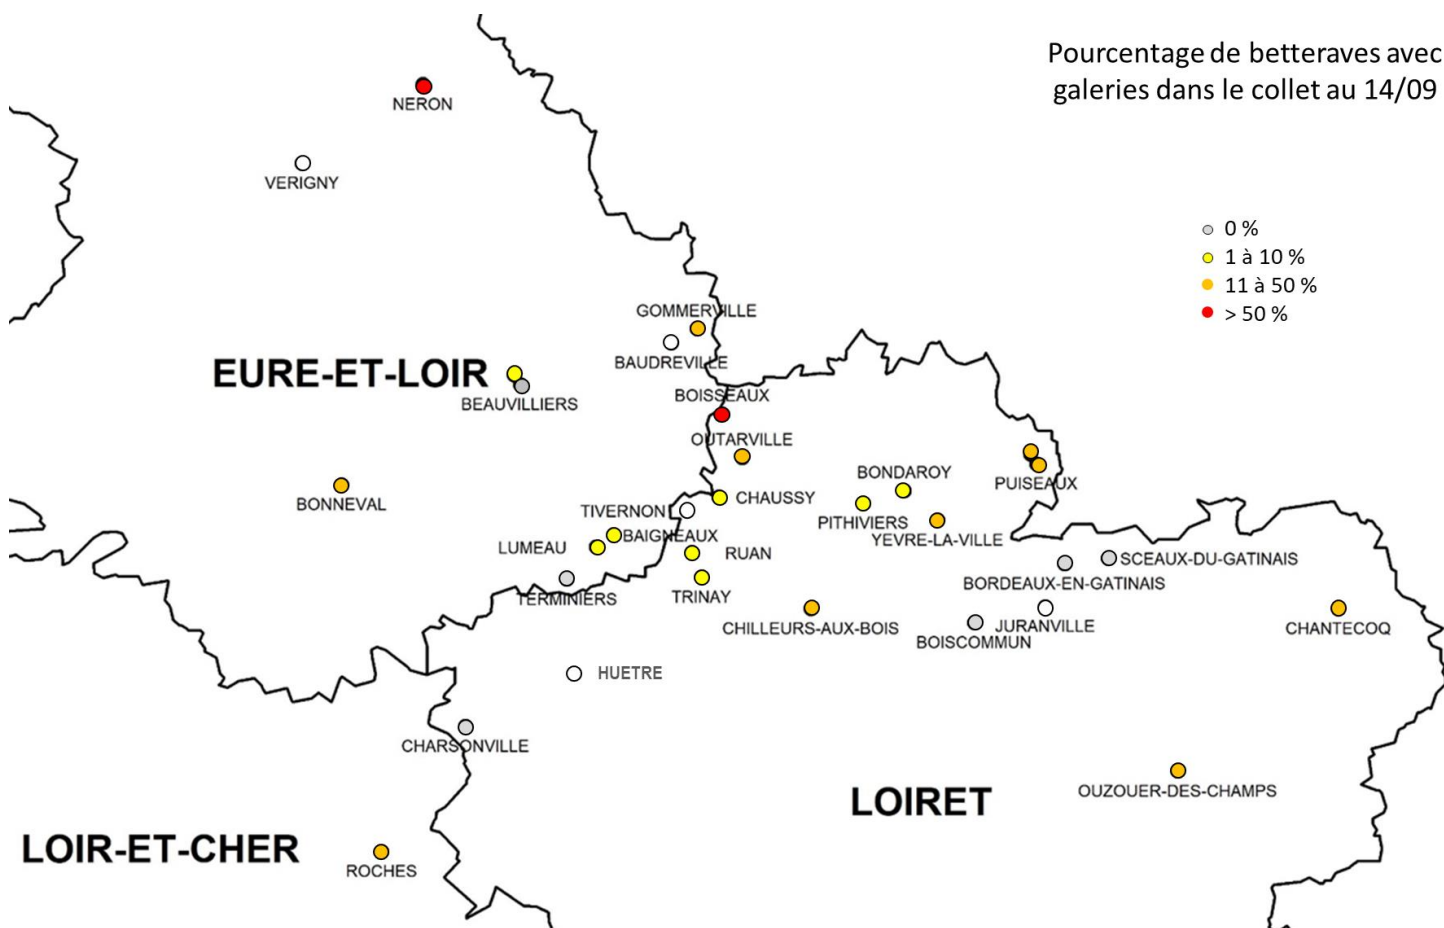 Pourcentage de betteraves avec
galeries dans le collet au 14/09
NERON
VERIGNY
0 %
1 à 10 %
11 à 50 %
> 50 %
GOMMERVILLE
BAUDREVILLE
EURE-ET-LOIR
BEAUVILLIERS
BOISSEAUX
OUTARVILLE
BONDAROY
PUISEAUX
BONNEVAL
CHAUSSY
TIVERNON
PITHIVIERS
BAIGNEAUX
YEVRE-LA-VILLE
LUMEAU
RUAN
SCEAUX-DU-GATINAIS
BORDEAUX-EN-GATINAIS
TERMINIERS
TRINAY
CHILLEURS-AUX-BOIS
JURANVILLE
CHANTECOQ
BOISCOMMUN
HUETRE
CHARSONVILLE
OUZOUER-DES-CHAMPS
LOIRET
LOIR-ET-CHER
ROCHES